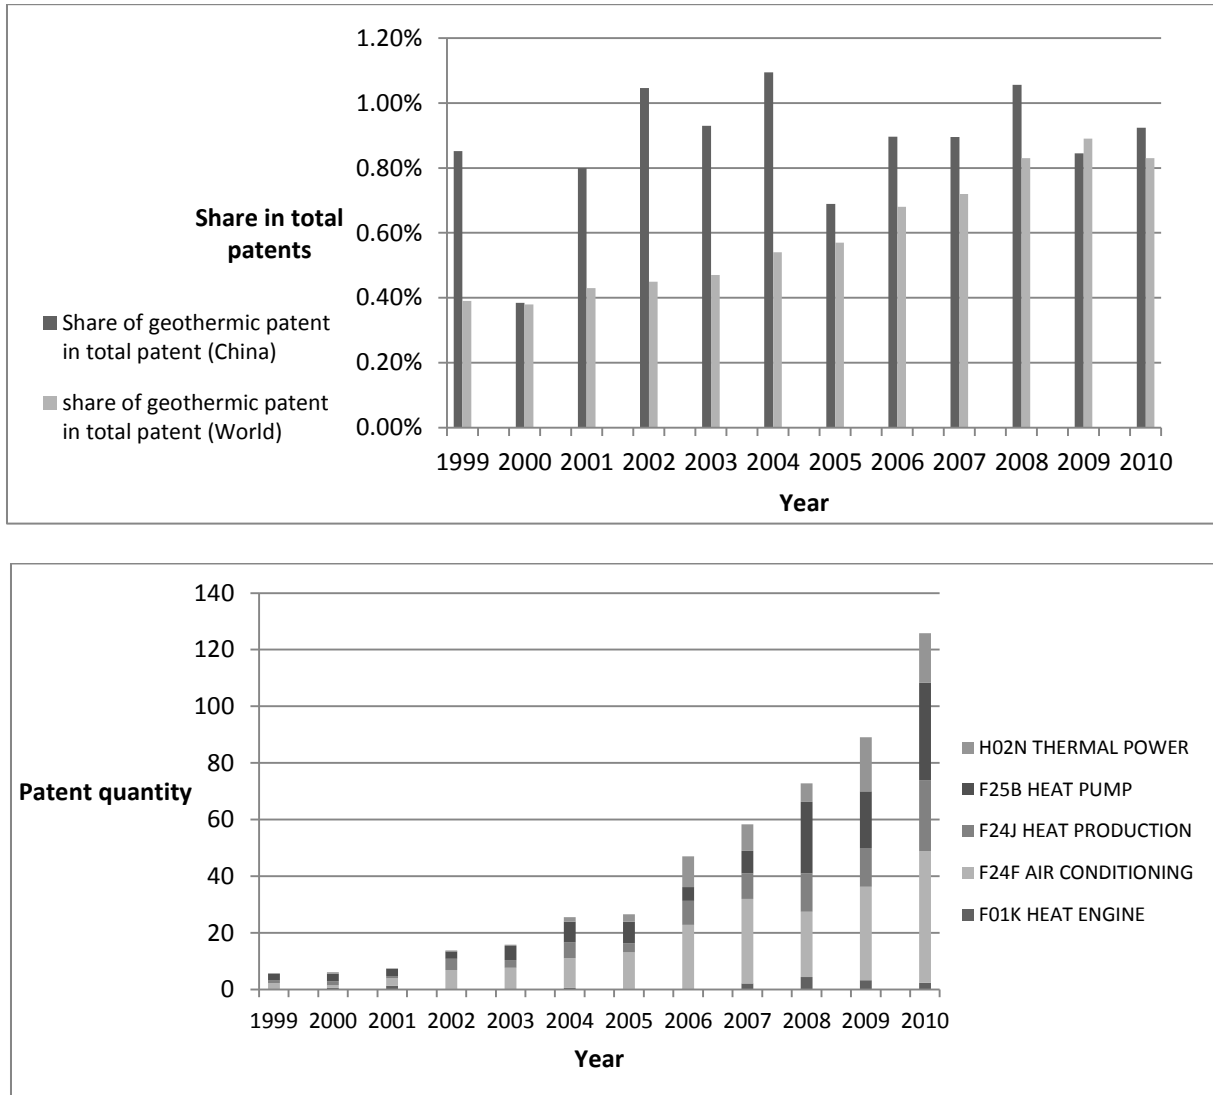 1.20%
1.00%
0.80%
0.60%
0.40%
0.20%
0.00%
Share in total
patents
Share of geothermic patent
in total patent (China)
share of geothermic patent
in total patent (World)
1999 2000 2001 2002 2003 2004 2005 2006 2007 2008 2009 2010
Year
140
120
100
80
60
40
20
0
Patent quantity
H02N THERMAL POWER
F25B HEAT PUMP
F24J HEAT PRODUCTION
F24F AIR CONDITIONING
F01K HEAT ENGINE
1999 2000 2001 2002 2003 2004 2005 2006 2007 2008 2009 2010
Year